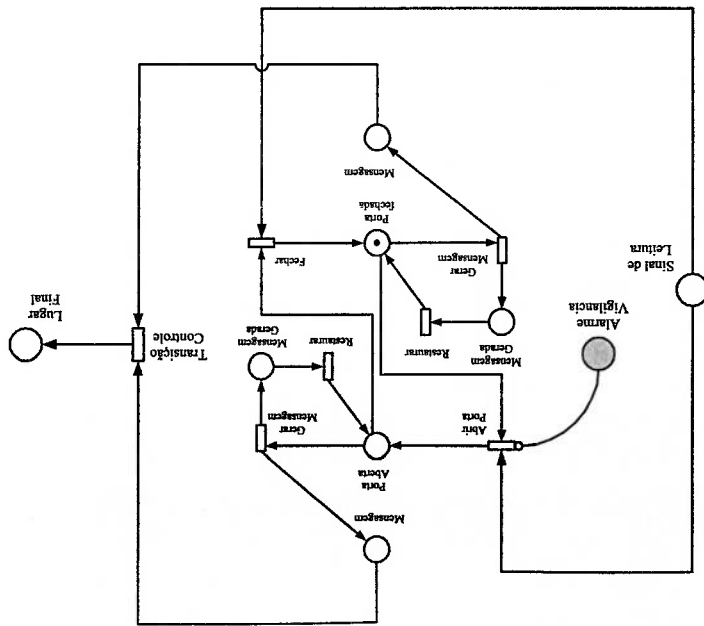 Mensagem
Porta
Aberta
Abrir
Porta
Gerar
Mensagem
Mensagem
Gerada
Restaurar
Transição
Controle
Mensagem
Gerada
Restaurar
Alarme
Vigilancia
Lugar
Final
Sinal de
Leitura
Gerar
Mensagem
Fechar
Porta
fechada
Mensagem